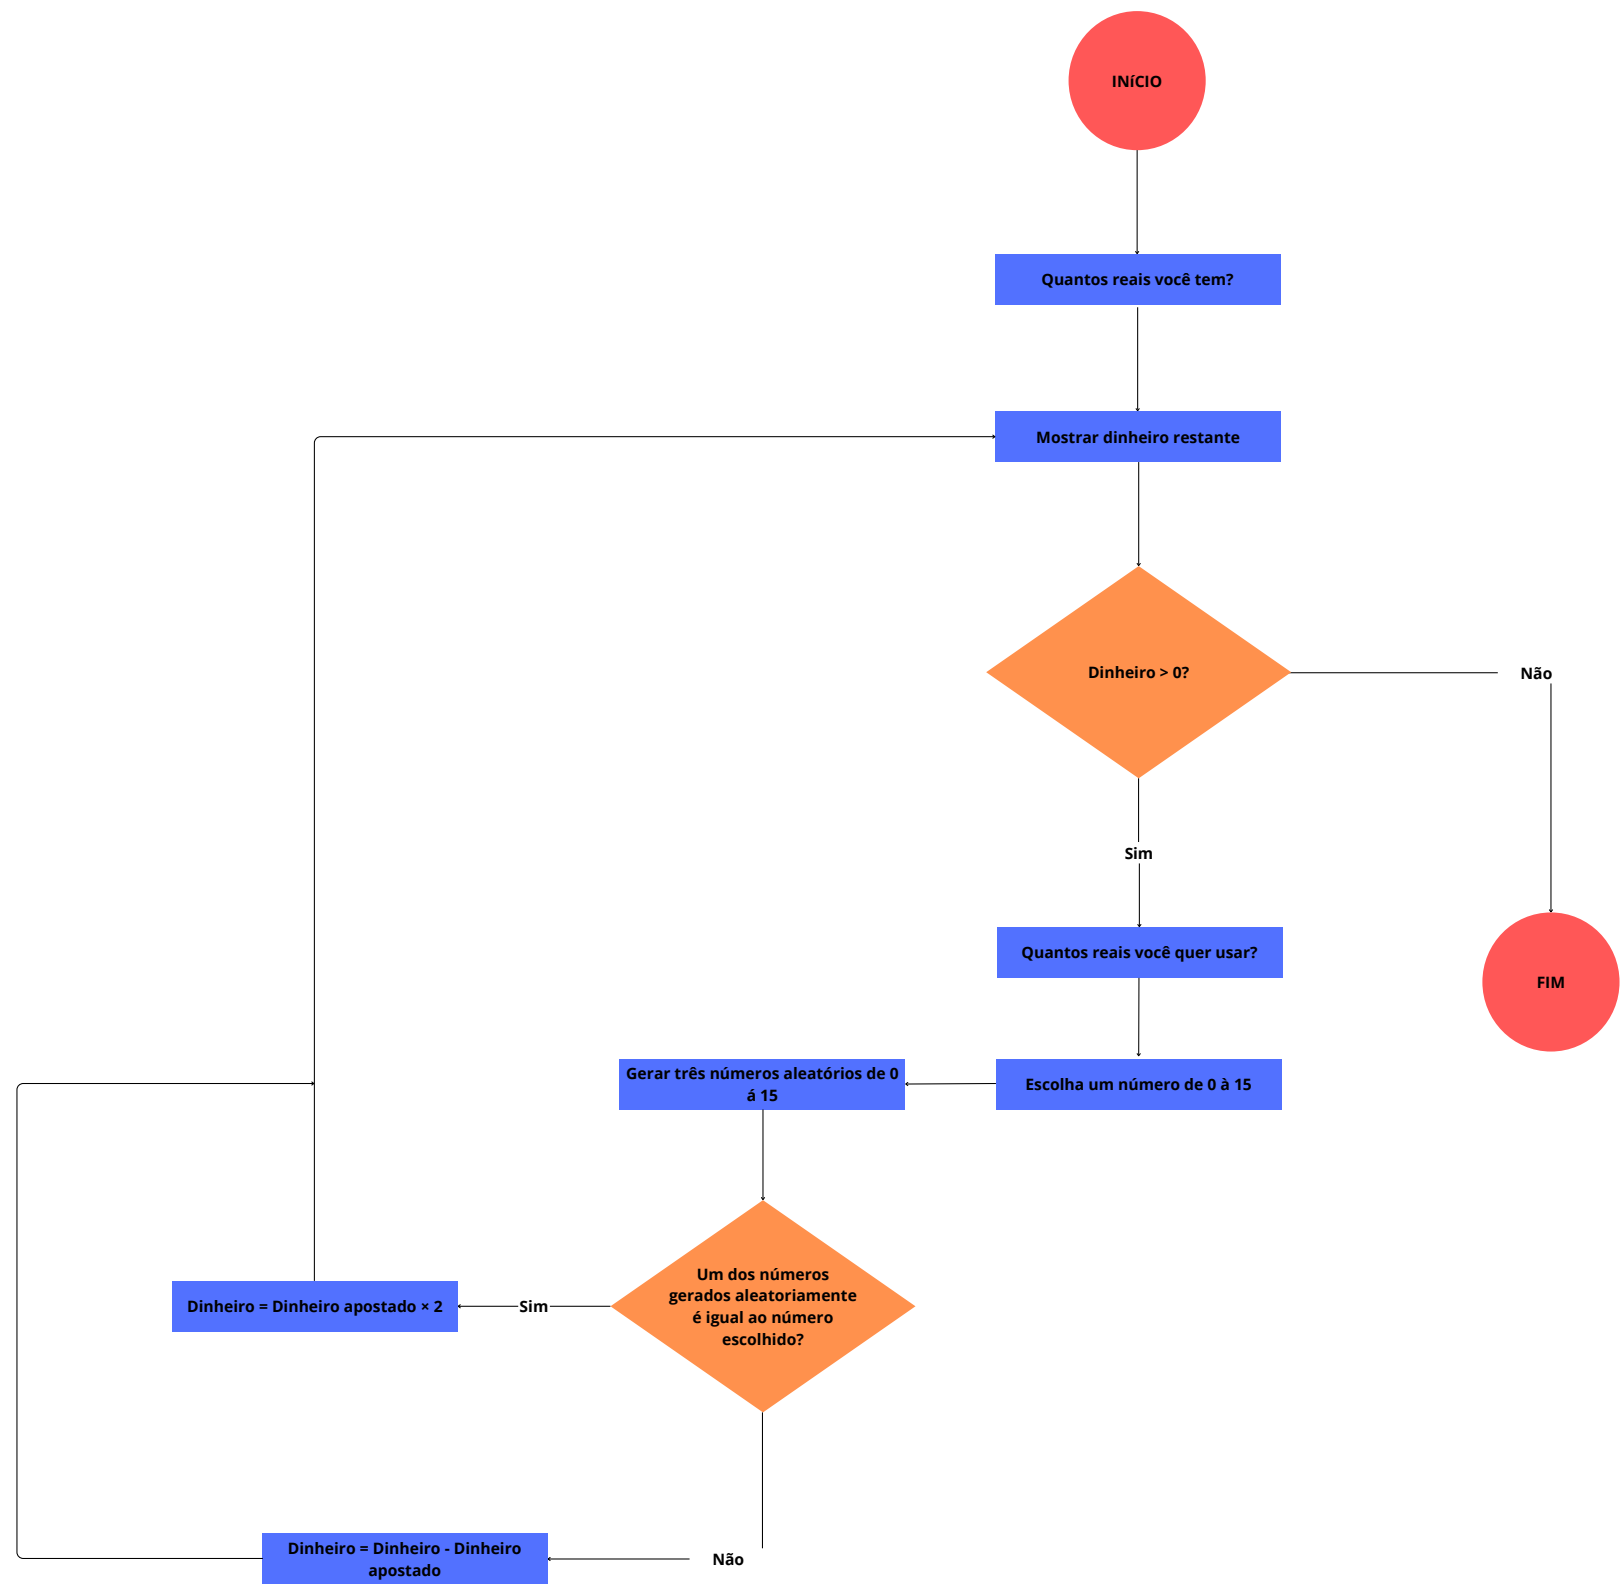 INíCIO
Quantos reais você tem?
Mostrar dinheiro restante
Dinheiro > 0?
Não
Sim
Quantos reais você quer usar?
FIM
Escolha um número de 0 à 15
Gerar três números aleatórios de 0
á 15
Um dos números
gerados aleatoriamente
é igual ao número
escolhido?
Sim
Dinheiro = Dinheiro apostado × 2
Não
Dinheiro = Dinheiro - Dinheiro
apostado